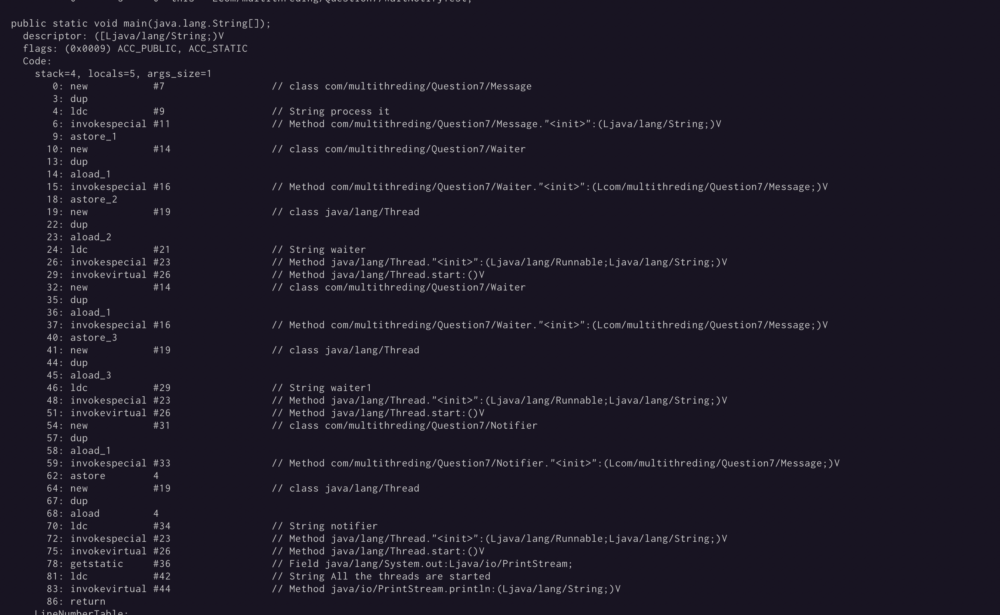 0 3 0 this Lcom/multithreding/Question7/WaitNotifyTest;
public static void main(java.lang.String[]);
descriptor: ([Ljava/lang/String;)V
flags: (0x0009) ACC_PUBLIC, ACC_STATIC
Code:
stack=4, locals=5, args_size=1
0: new #7 // class com/multithreding/Question7/Message
3: dup
4: ldc #9 // String process it
6: invokespecial #11 // Method com/multithreding/Question7/Message."<init>":(Ljava/lang/String;)V
9: astore_1
10: new #14 // class com/multithreding/Question7/Waiter
13: dup
14: aload_1
15: invokespecial #16 // Method com/multithreding/Question7/Waiter."<init>":(Lcom/multithreding/Question7/Message;)V
18: astore_2
19: new #19 // class java/lang/Thread
22: dup
23: aload_2
24: ldc #21 // String waiter
26: invokespecial #23 // Method java/lang/Thread."<init>":(Ljava/lang/Runnable;Ljava/lang/String;)V
29: invokevirtual #26 // Method java/lang/Thread.start:()V
32: new #14 // class com/multithreding/Question7/Waiter
35: dup
36: aload_1
37: invokespecial #16 // Method com/multithreding/Question7/Waiter."<init>":(Lcom/multithreding/Question7/Message;)V
40: astore_3
41: new #19 // class java/lang/Thread
44: dup
45: aload_3
46: ldc #29 // String waiter1
48: invokespecial #23 // Method java/lang/Thread."<init>":(Ljava/lang/Runnable;Ljava/lang/String;)V
51: invokevirtual #26 // Method java/lang/Thread.start:()V
54: new #31 // class com/multithreding/Question7/Notifier
57: dup
58: aload_1
59: invokespecial #33 // Method com/multithreding/Question7/Notifier."<init>":(Lcom/multithreding/Question7/Message;)V
62: astore 4
64: new #19 // class java/lang/Thread
67: dup
68: aload 4
70: ldc #34 // String notifier
72: invokespecial #23 // Method java/lang/Thread."<init>":(Ljava/lang/Runnable;Ljava/lang/String;)V
75: invokevirtual #26 // Method java/lang/Thread.start:()V
78: getstatic #36 // Field java/lang/System.out:Ljava/io/PrintStream;
81: ldc #42 // String All the threads are started
83: invokevirtual #44 // Method java/io/PrintStream.println:(Ljava/lang/String;)V
86: return
LineNumberTable: